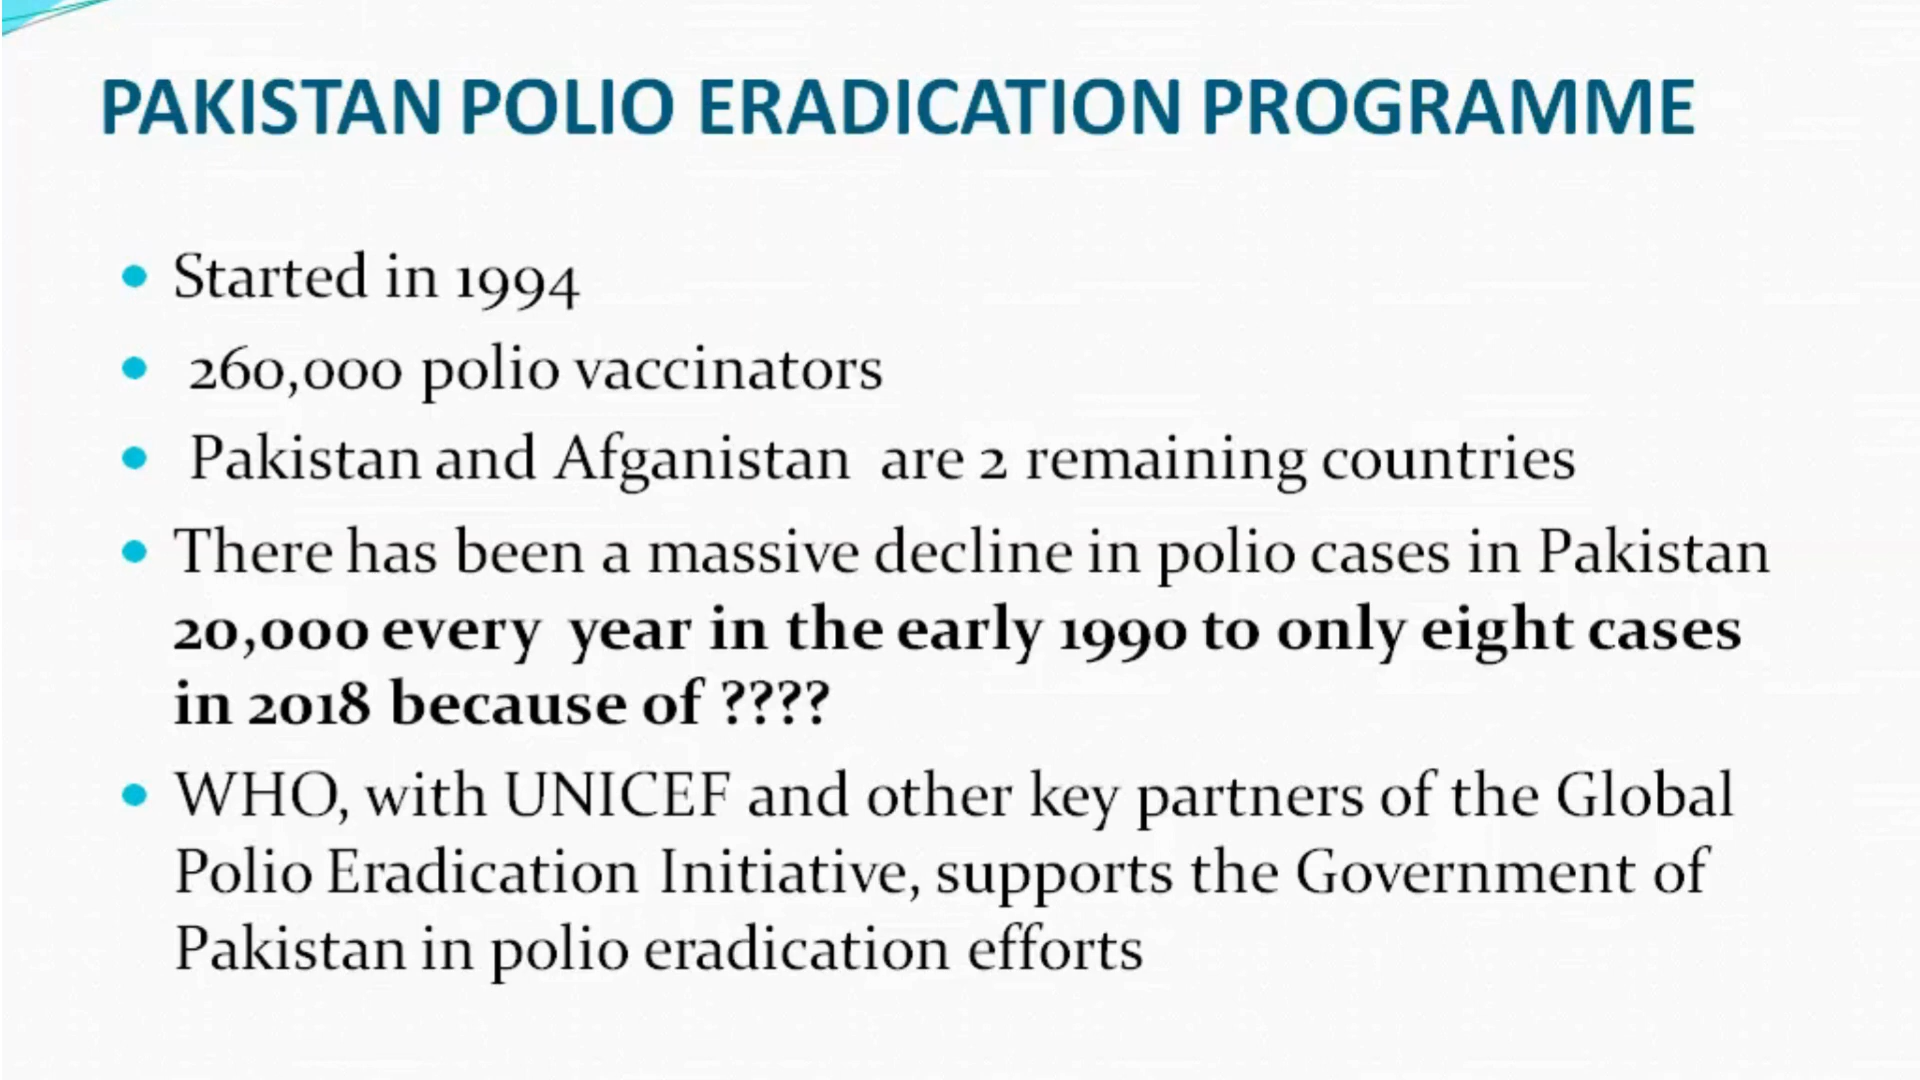 PAKISTAN POLIO ERADICATION PROGRAMME
• Started in 1994
• 260,000 polio vaccinators
• Pakistan and Afganistan are 2 remaining countries
• There has been a massive decline in polio cases in Pakistan
20,000 every year in the early 1990 to only eight cases
in 2018 because of ????
• WHO, with UNICEF and other key partners of the Global
Polio Eradication Initiative, supports the Government of
Pakistan in polio eradication efforts